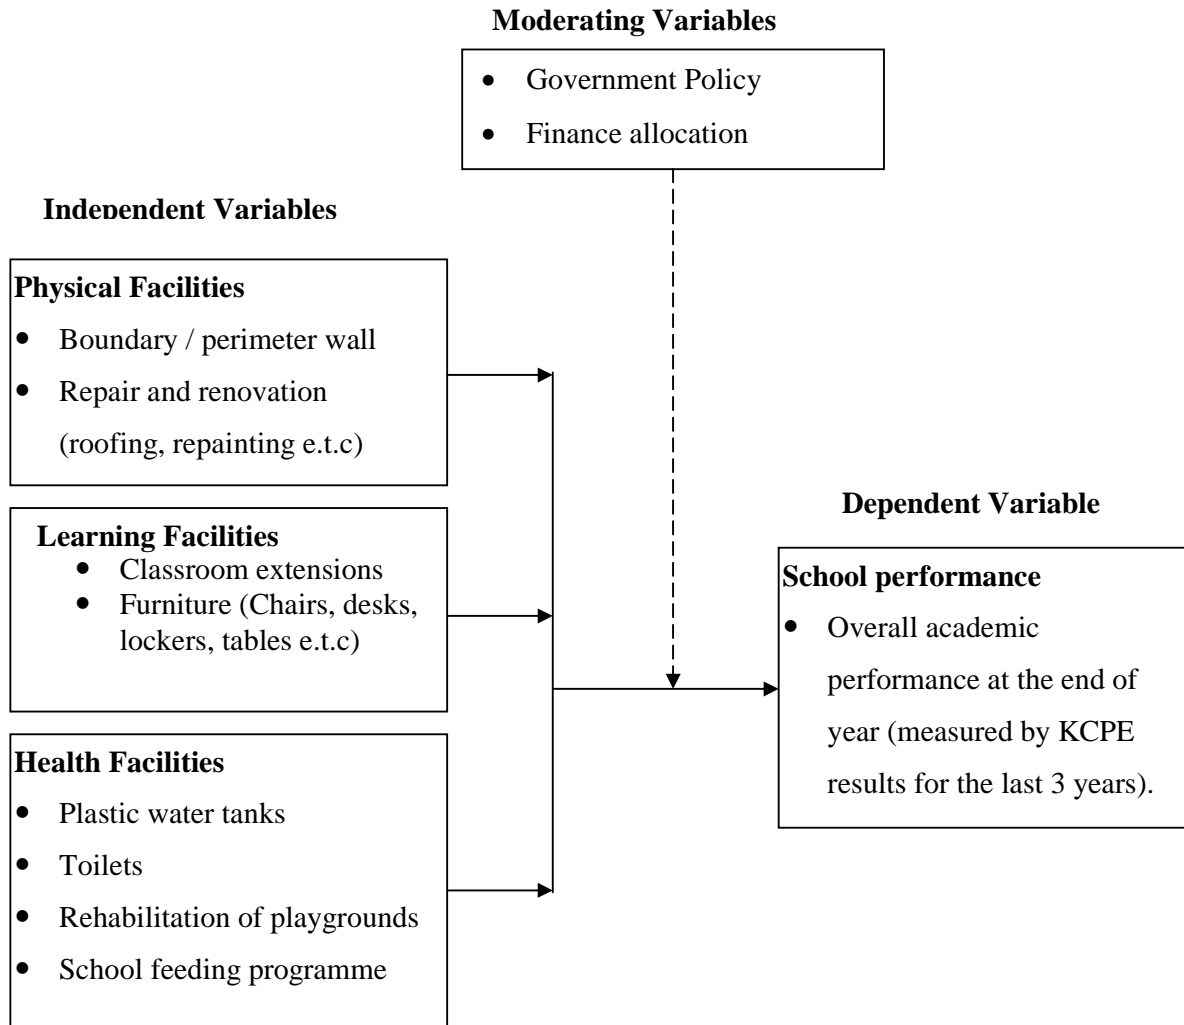 Moderating Variables
• Government Policy
• Finance allocation
Independent Variables
Physical Facilities
• Boundary / perimeter wall
• Repair and renovation
(roofing, repainting e.t.c)
Learning Facilities
• Classroom extensions
• Furniture (Chairs, desks,
lockers, tables e.t.c)
Health Facilities
• Plastic water tanks
• Toilets
• Rehabilitation of playgrounds
• School feeding programme
Dependent Variable
School performance
• Overall academic
performance at the end of
year (measured by KCPE
results for the last 3 years).